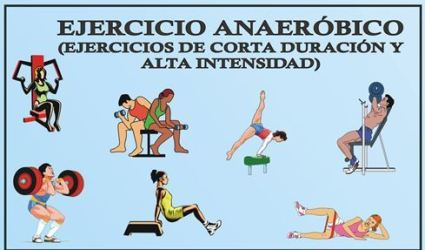 EJERCICIO ANAERÓBICO
(EJERCICIOS DE CORTA DURACIÓN Y
ALTA INTENSIDAD)